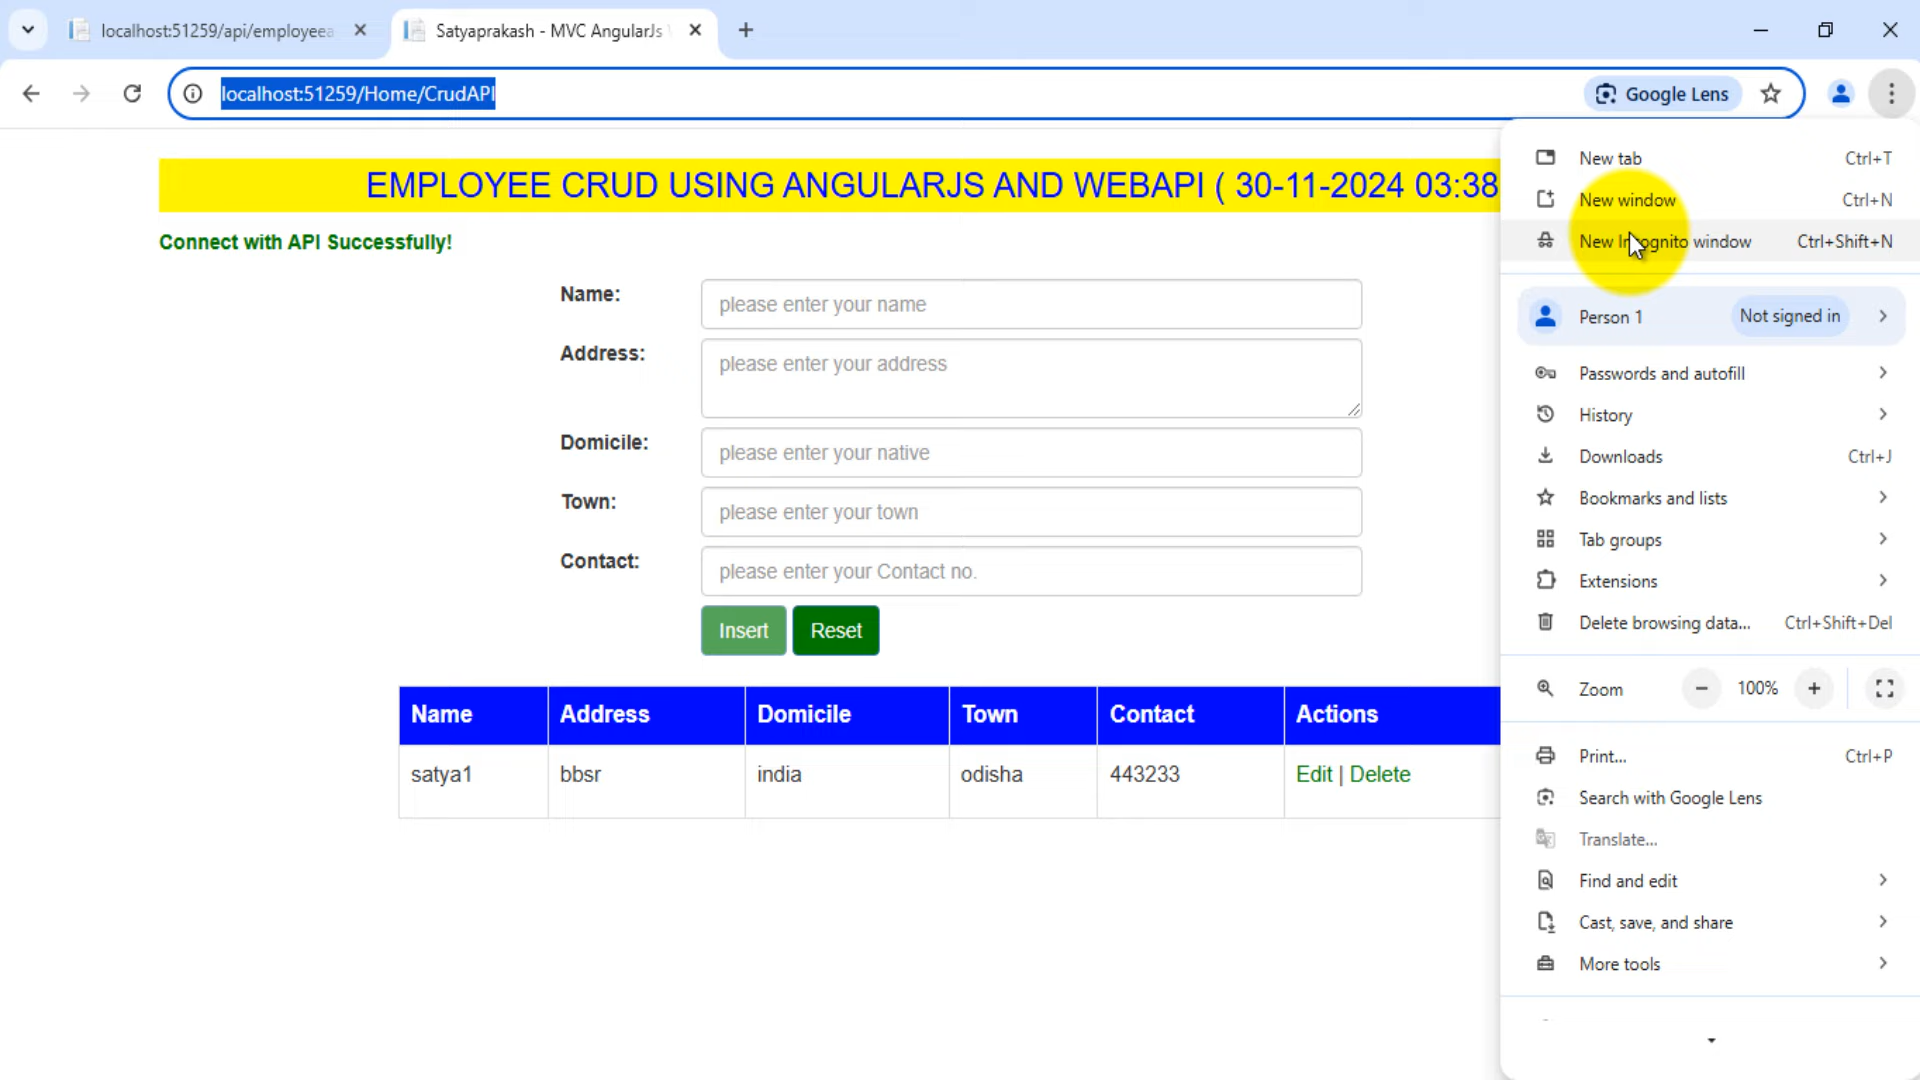 localhost:51259/api/employeea
Satyaprakash - MVC AngularJs
localhost:51259/Home/CrudAPI
Google Lens
EMPLOYEE CRUD USING ANGULARJS AND WEBAPI ( 30-11-2024 03:38
Connect with API Successfully!
Name:
please enter your name
Address:
please enter your address
Domicile:
please enter your native
Town:
please enter your town
Contact:
please enter your Contact no.
Insert
Reset
Name Address Domicile Town Contact Actions
satya1 bbsr india odisha 443233 Edit | Delete
New tab Ctrl+T
New window Ctrl+N
New Incognito window Ctrl+Shift+N
Person 1 Not signed in
Passwords and autofill
History
Downloads Ctrl+J
Bookmarks and lists
Tab groups
Extensions
Delete browsing data... Ctrl+Shift+Del
Zoom 100%
Print... Ctrl+P
Search with Google Lens
Translate...
Find and edit
Cast, save, and share
More tools